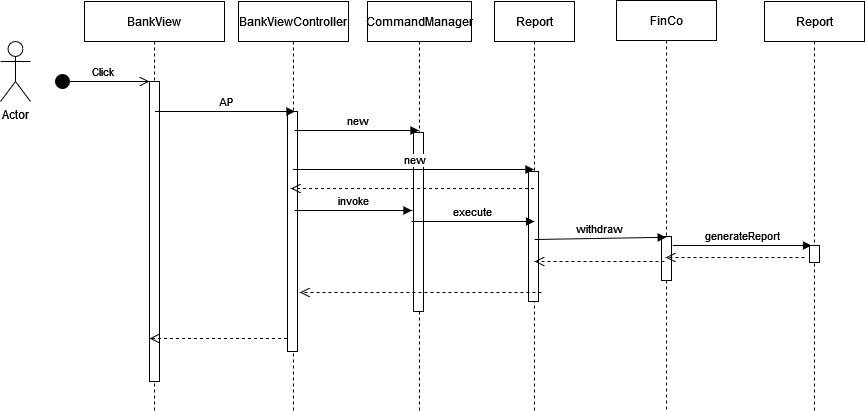 BankView
BankViewController
CommandManager
Report
FinCo
Report
Click
Actor
AP
new
new
invoke
execute
withdraw
generateReport